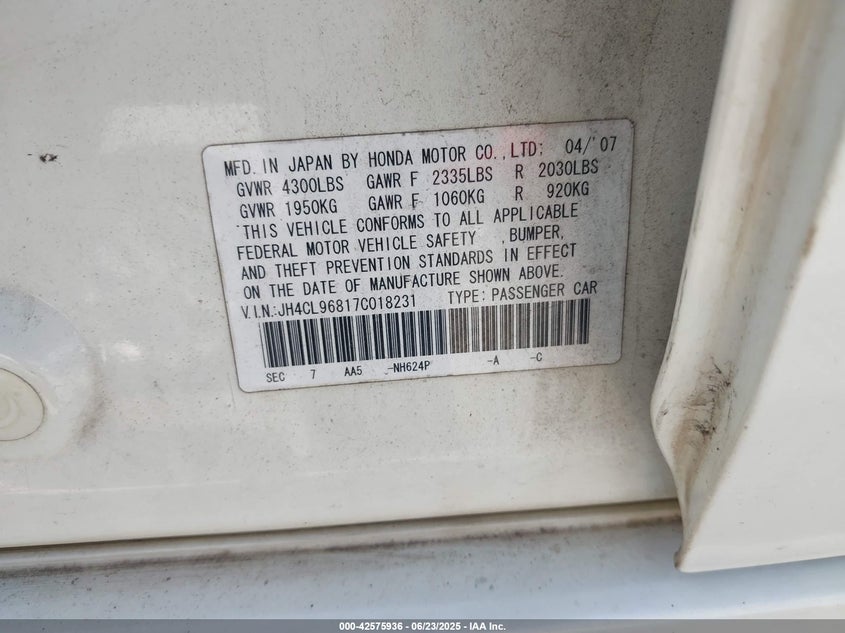 MFD. IN JAPAN BY HONDA MOTOR CO.,LTD: 04/'07
GVWR 4300LBS GAWR F 2335LBS R 2030LBS
GVWR 1950KG GAWR F 1060KG R 920KG
THIS VEHICLE CONFORMS TO ALL APPLICABLE
FEDERAL MOTOR VEHICLE SAFETY , BUMPER,
AND THEFT PREVENTION STANDARDS IN EFFECT
ON THE DATE OF MANUFACTURE SHOWN ABOVE.
V.I.N.:JH4CL96817C018231 TYPE: PASSENGER CAR
SEC 7 AA5 -NH624P -A -C
000-42575936 - 06/23/2025 - IAA Inc.